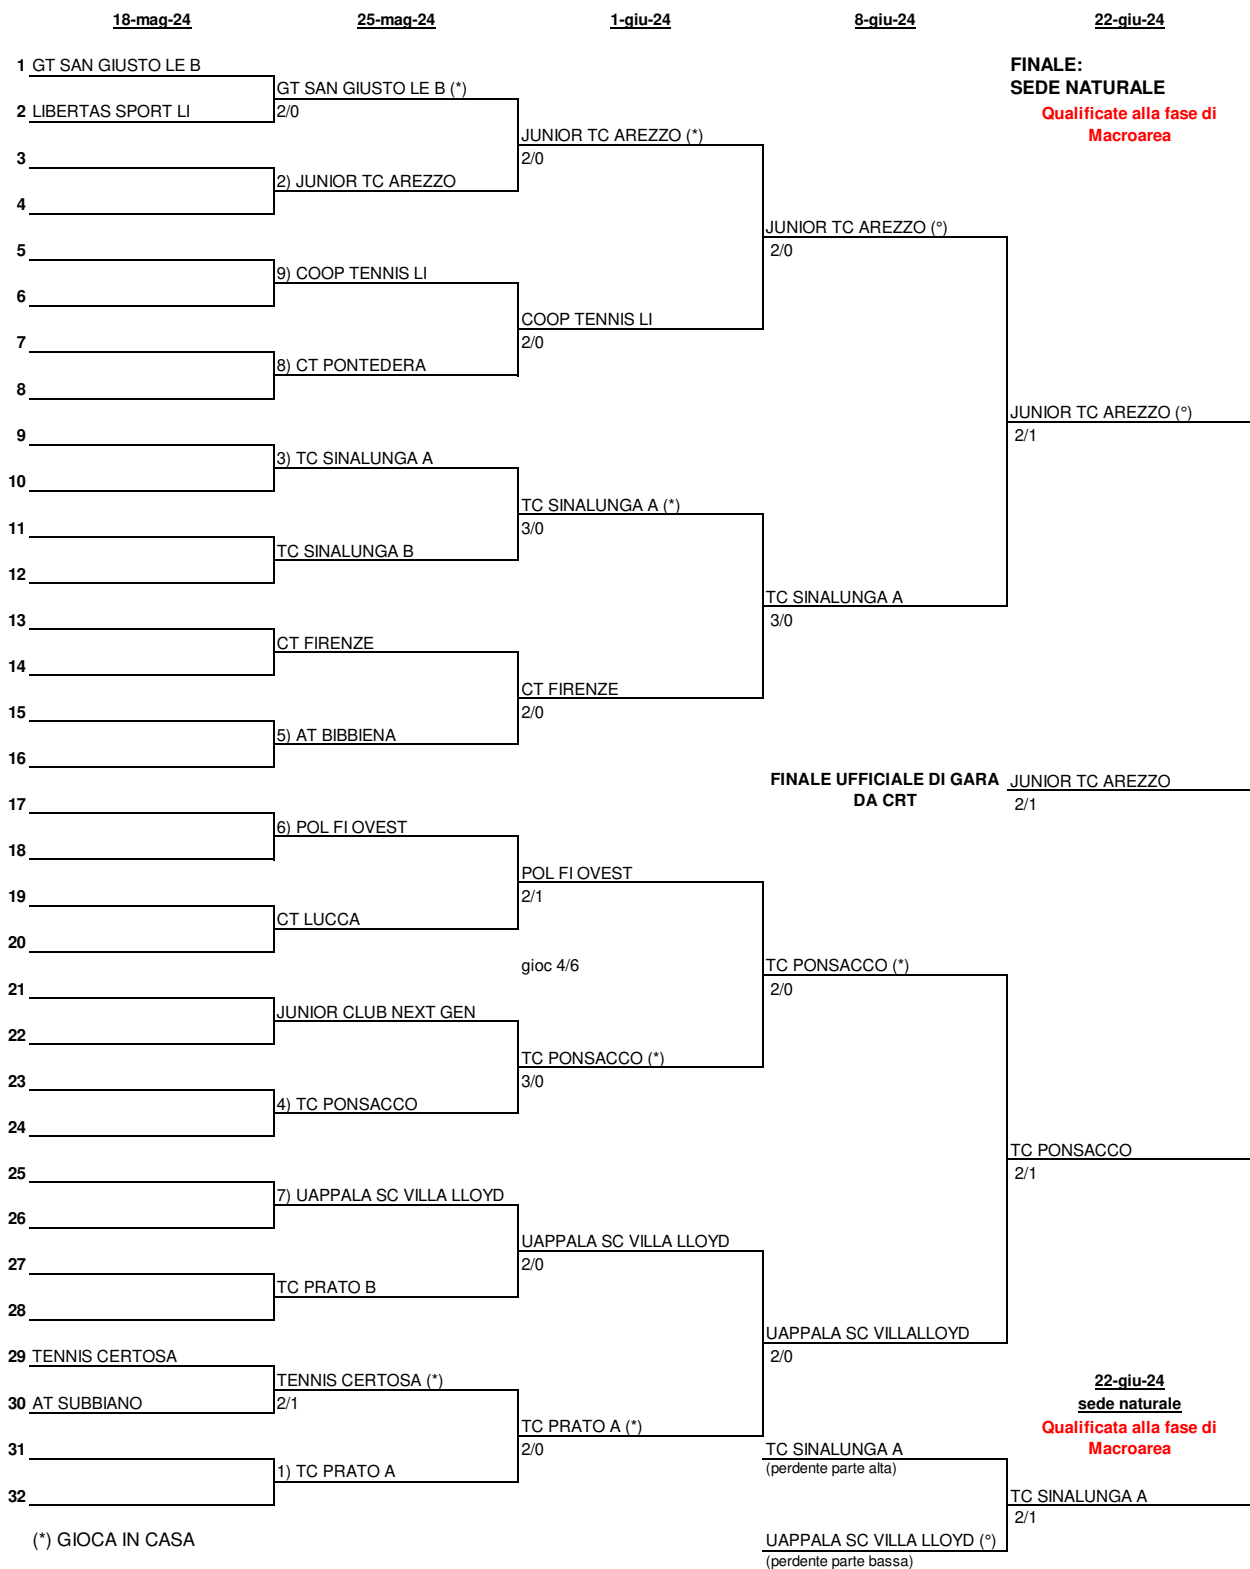 18-mag-24 25-mag-24 1-giu-24 8-giu-24 22-giu-24
1 GT SAN GIUSTO LE B FINALE:
GT SAN GIUSTO LE B (*) SEDE NATURALE
2 LIBERTAS SPORT LI 2/0 Qualificate alla fase di
JUNIOR TC AREZZO (*) Macroarea
3 2/0
2) JUNIOR TC AREZZO
4
JUNIOR TC AREZZO (°)
5 2/0
9) COOP TENNIS LI
6
COOP TENNIS LI
7 2/0
8) CT PONTEDERA
8
JUNIOR TC AREZZO (°)
9 2/1
3) TC SINALUNGA A
10
TC SINALUNGA A (*)
11 3/0
TC SINALUNGA B
12
TC SINALUNGA A
13 3/0
CT FIRENZE
14
CT FIRENZE
15 2/0
5) AT BIBBIENA
16
FINALE UFFICIALE DI GARA JUNIOR TC AREZZO
17 DA CRT 2/1
6) POL FI OVEST
18
POL FI OVEST
19 2/1
CT LUCCA
20
gioc 4/6 TC PONSACCO (*)
21 2/0
JUNIOR CLUB NEXT GEN
22
TC PONSACCO (*)
23 3/0
4) TC PONSACCO
24
TC PONSACCO
25 2/1
7) UAPPALA SC VILLA LLOYD
26
UAPPALA SC VILLA LLOYD
27 2/0
TC PRATO B
28
UAPPALA SC VILLALLOYD
29 TENNIS CERTOSA 2/0
TENNIS CERTOSA (*) 22-giu-24
30 AT SUBBIANO 2/1 sede naturale
TC PRATO A (*) Qualificata alla fase di
31 2/0 TC SINALUNGA A Macroarea
1) TC PRATO A (perdente parte alta)
32 TC SINALUNGA A
2/1
(*) GIOCA IN CASA UAPPALA SC VILLA LLOYD (°)
(perdente parte bassa)